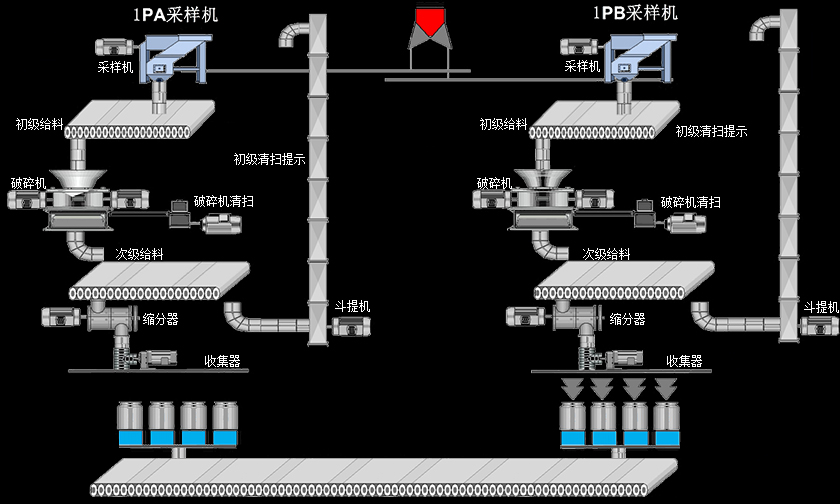 1PA采样机
1PB采样机
采样机
采样机
初级给料
初级给料
初级清扫提示
初级清扫提示
破碎机
破碎机
破碎机清扫
破碎机清扫
次级给料
次级给料
斗提机
斗提机
缩分器
缩分器
收集器
收集器